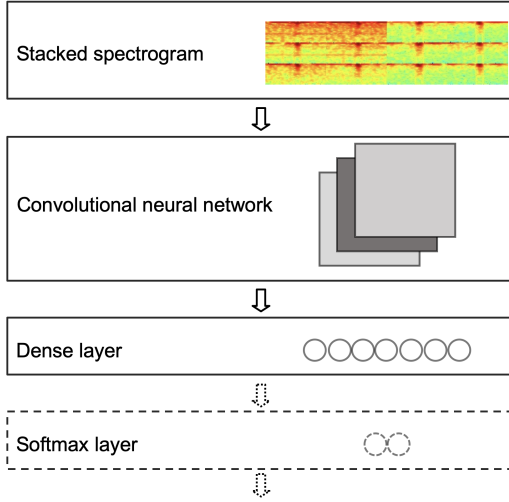 Stacked spectrogram
Convolutional neural network
Dense layer
Softmax layer